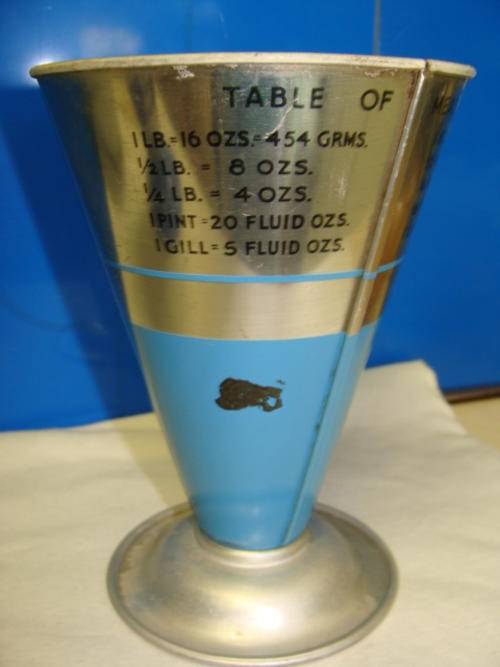 TABLE OF
1 LB.=16 OZS.=454 GRMS.
½ LB. = 8 OZS.
¼ LB. = 4 OZS.
1 PINT=20 FLUID OZS.
1 GILL=5 FLUID OZS.